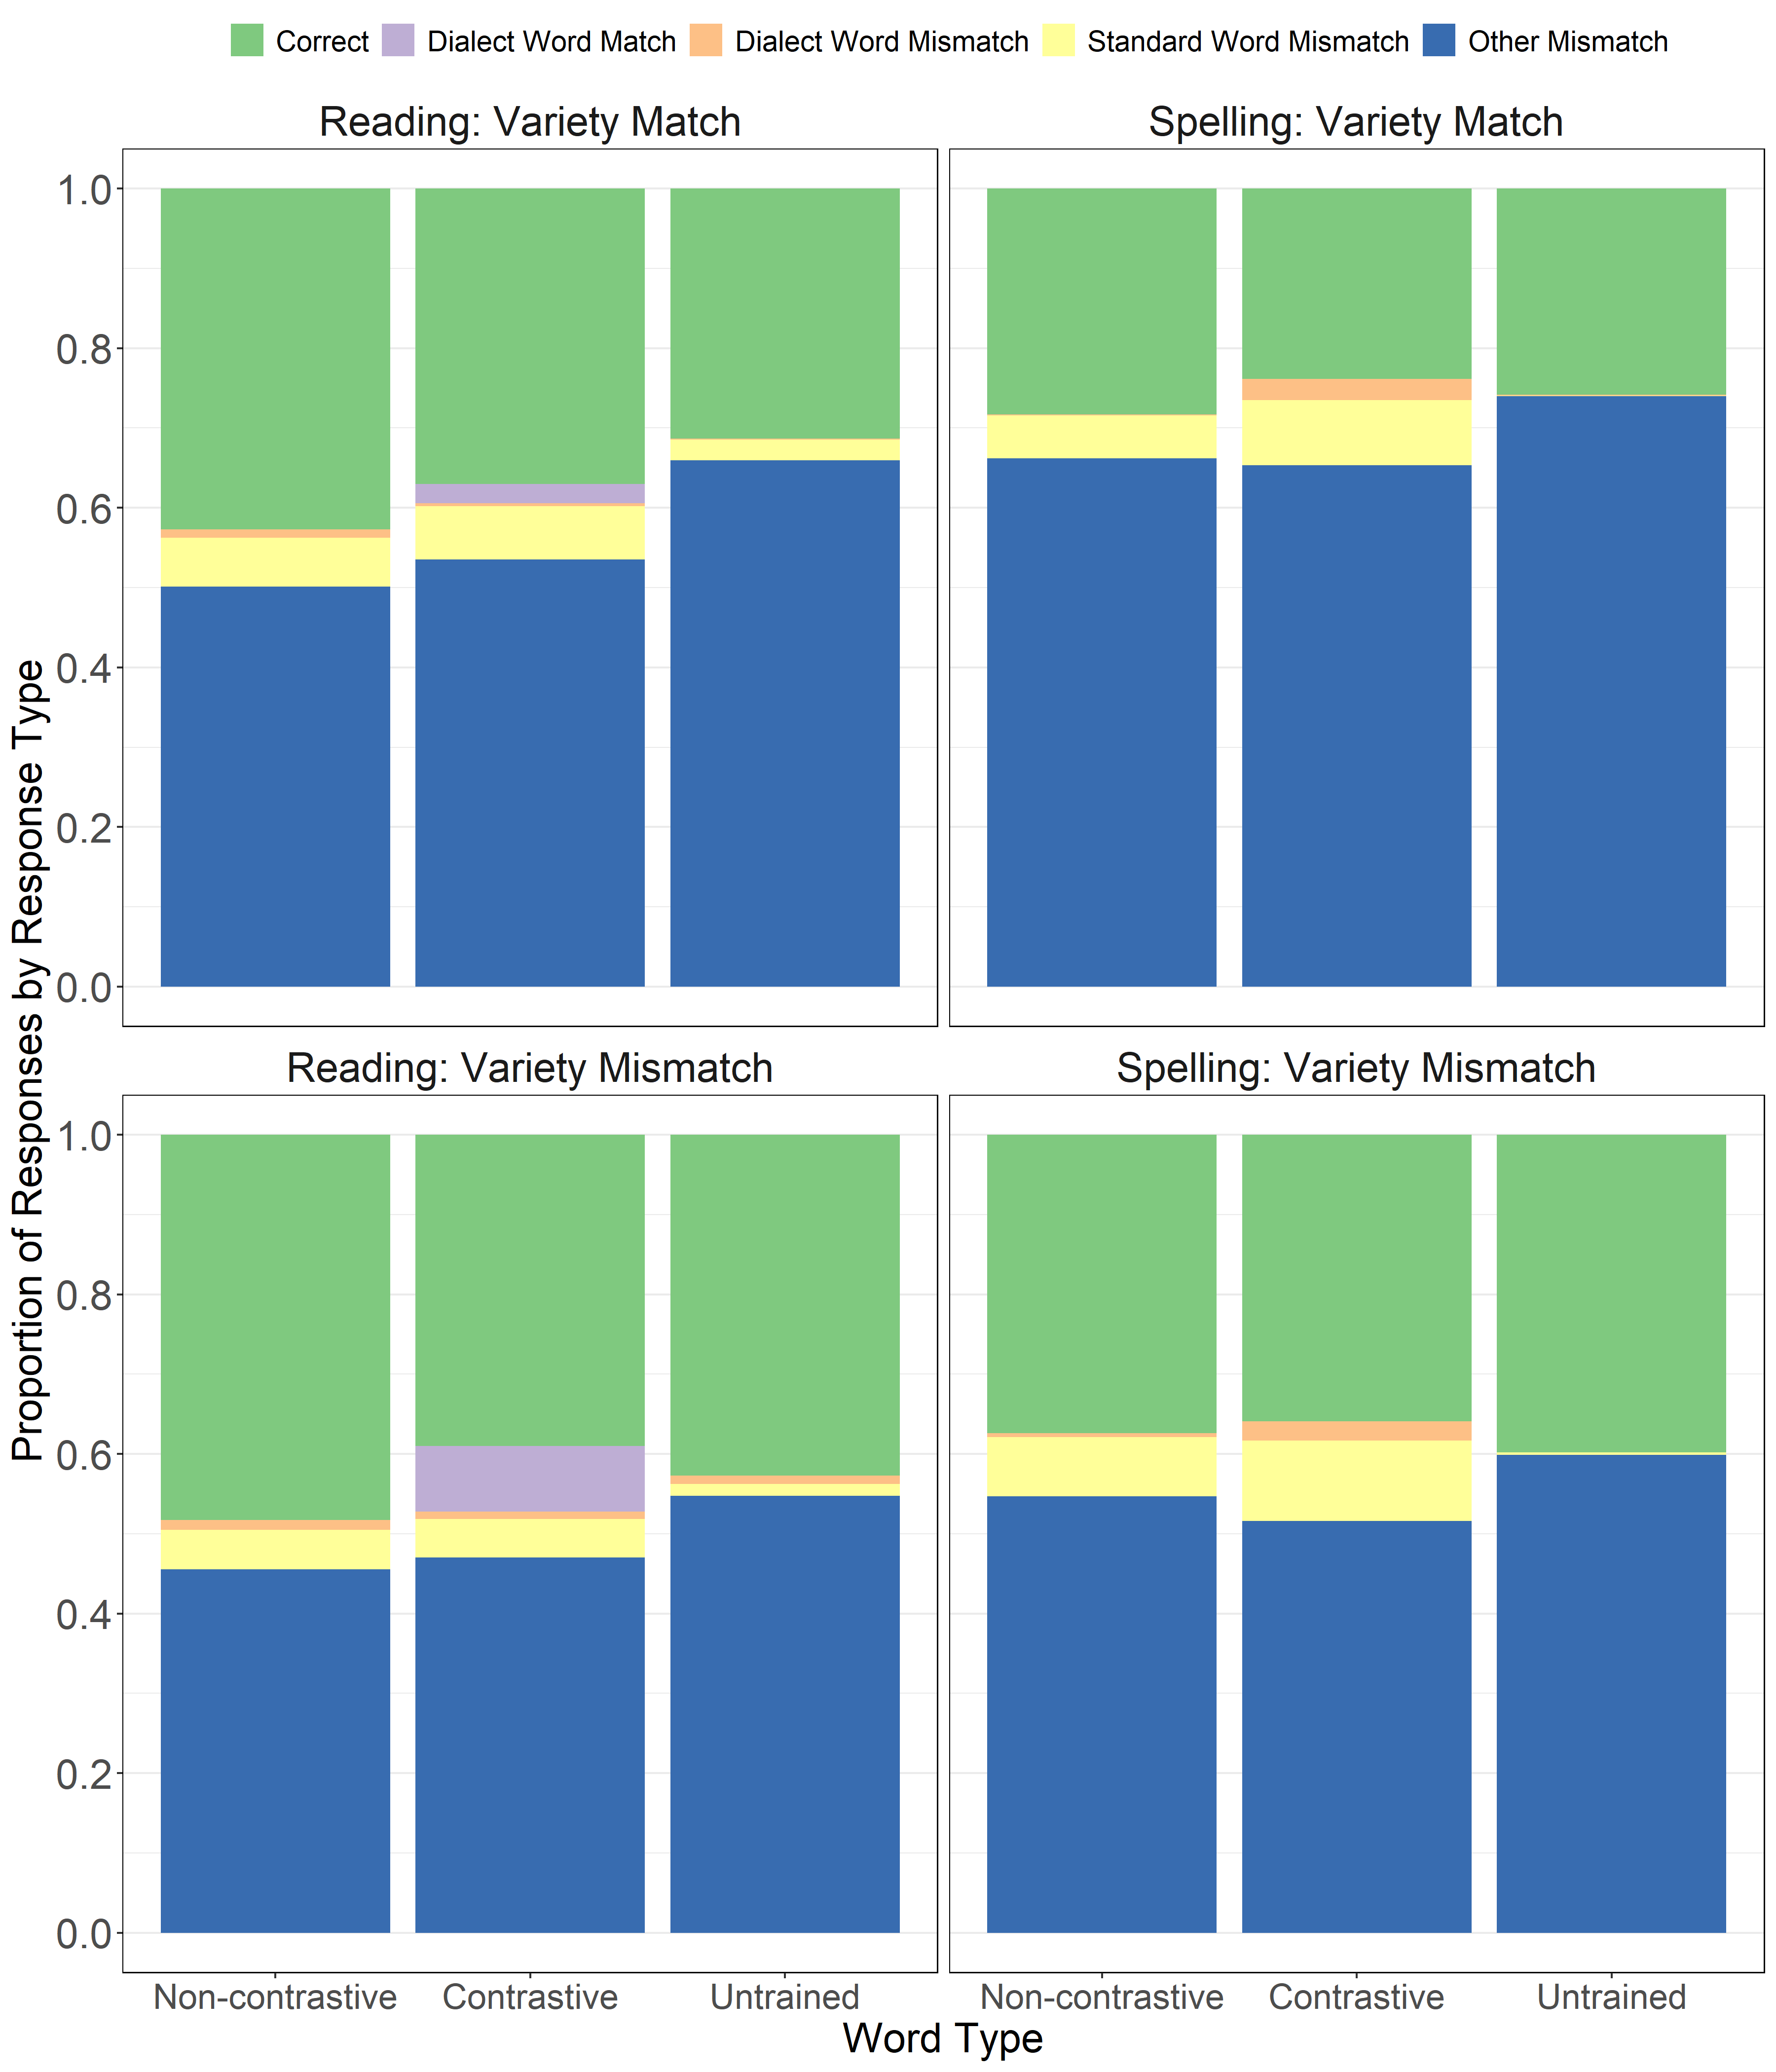 Correct Dialect Word Match Dialect Word Mismatch Standard Word Mismatch Other Mismatch
Reading: Variety Match
Spelling: Variety Match
1.0
0.8
0.6
0.4
0.2
0.0
Reading: Variety Mismatch
Spelling: Variety Mismatch
1.0
0.8
0.6
0.4
0.2
0.0
Proportion of Responses by Response Type
Non-contrastive Contrastive Untrained
Non-contrastive Contrastive Untrained
Word Type